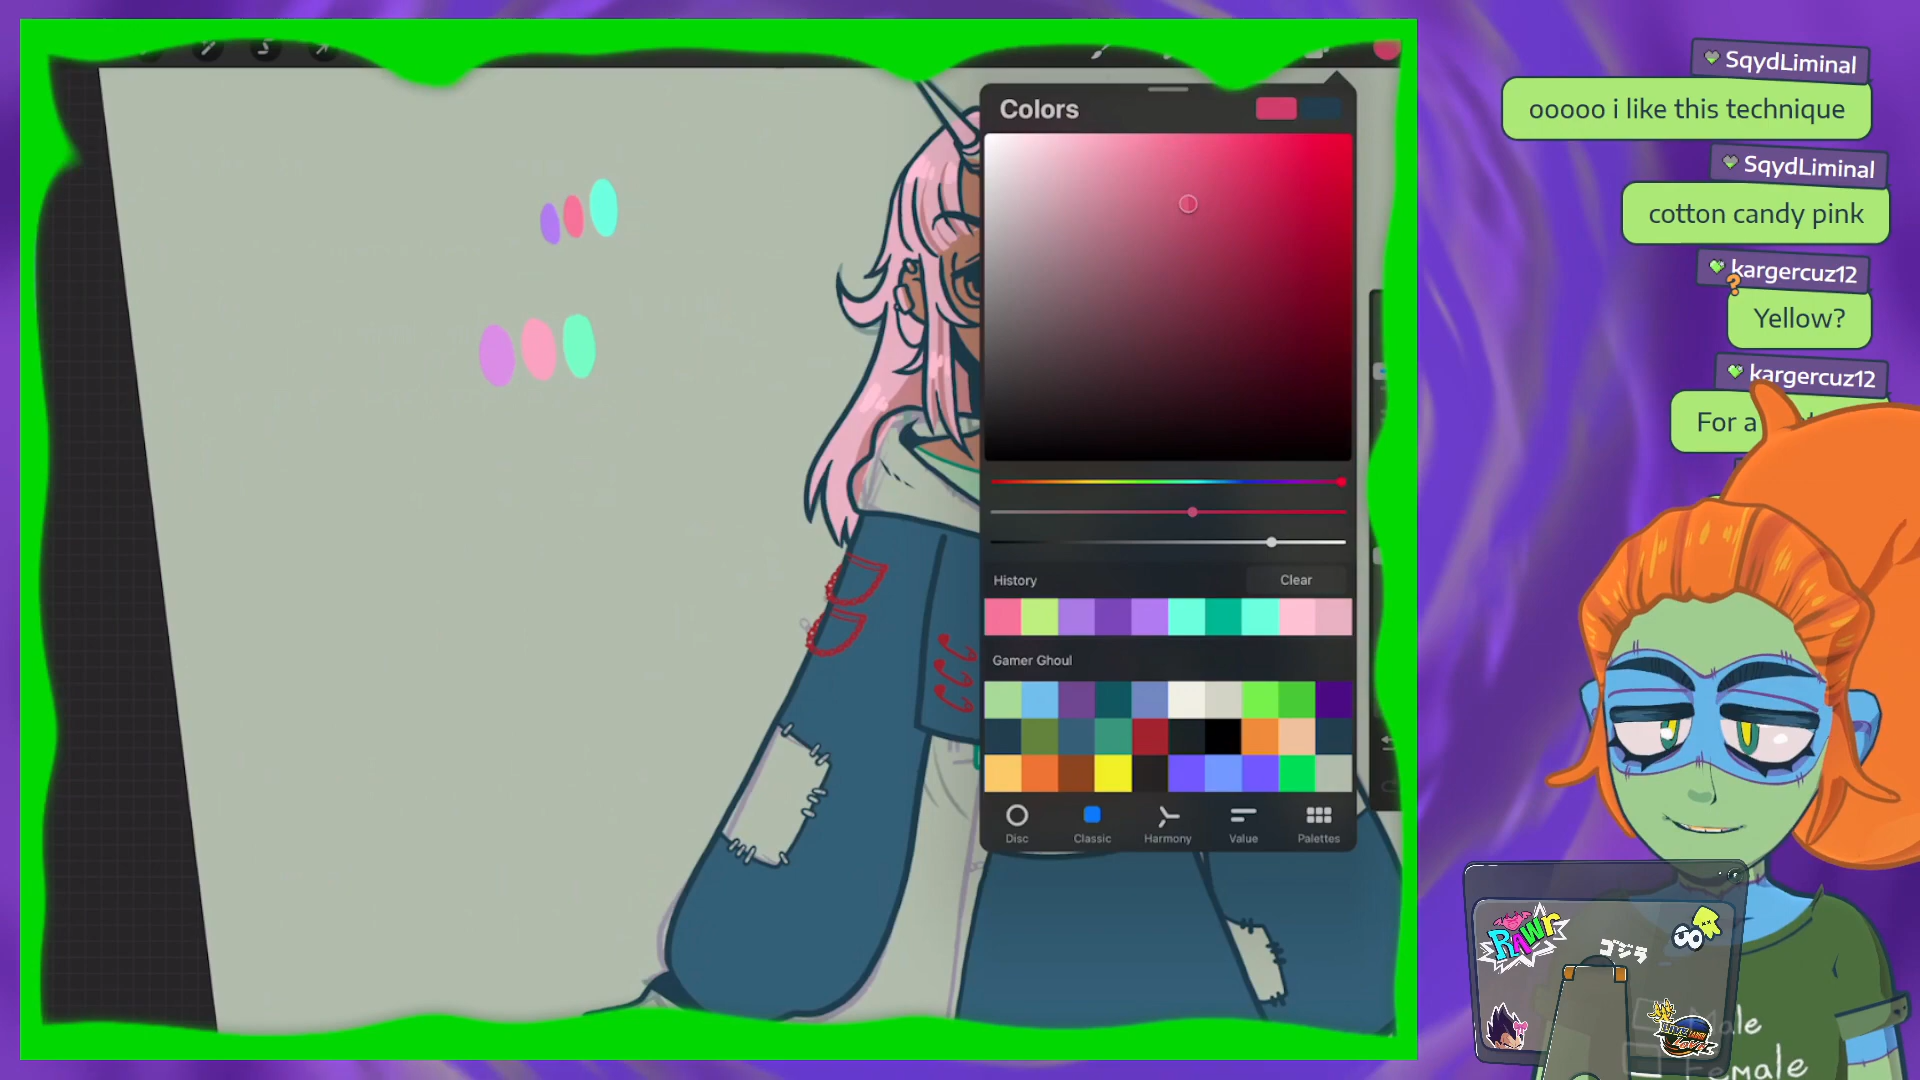 Colors
History
Clear
Gamer Ghoul
Disc
Classic
Harmony
Value
Palettes
SqydLiminal
ooooo i like this technique
SqydLiminal
cotton candy pink
kargercuz12
Yellow?
kargercuz12
For a
RAWr
ゴジラ